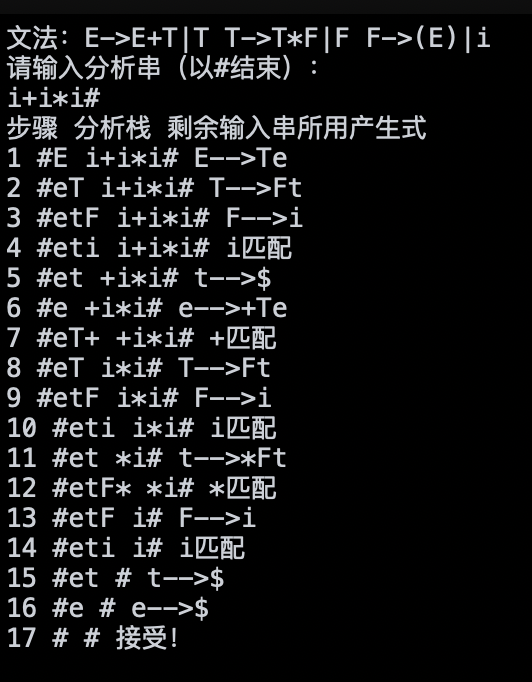 文法：E->E+T|T T->T*F|F F->(E)|i
请输入分析串（以#结束）：
i+i*i#
步骤 分析栈 剩余输入串所用产生式
1 #E i+i*i# E-->Te
2 #eT i+i*i# T-->Ft
3 #etF i+i*i# F-->i
4 #eti i+i*i# i匹配
5 #et +i*i# t-->$
6 #e +i*i# e-->+Te
7 #eT+ +i*i# +匹配
8 #eT i*i# T-->Ft
9 #etF i*i# F-->i
10 #eti i*i# i匹配
11 #et *i# t-->*Ft
12 #etF* *i# *匹配
13 #etF i# F-->i
14 #eti i# i匹配
15 #et # t-->$
16 #e # e-->$
17 # # 接受!